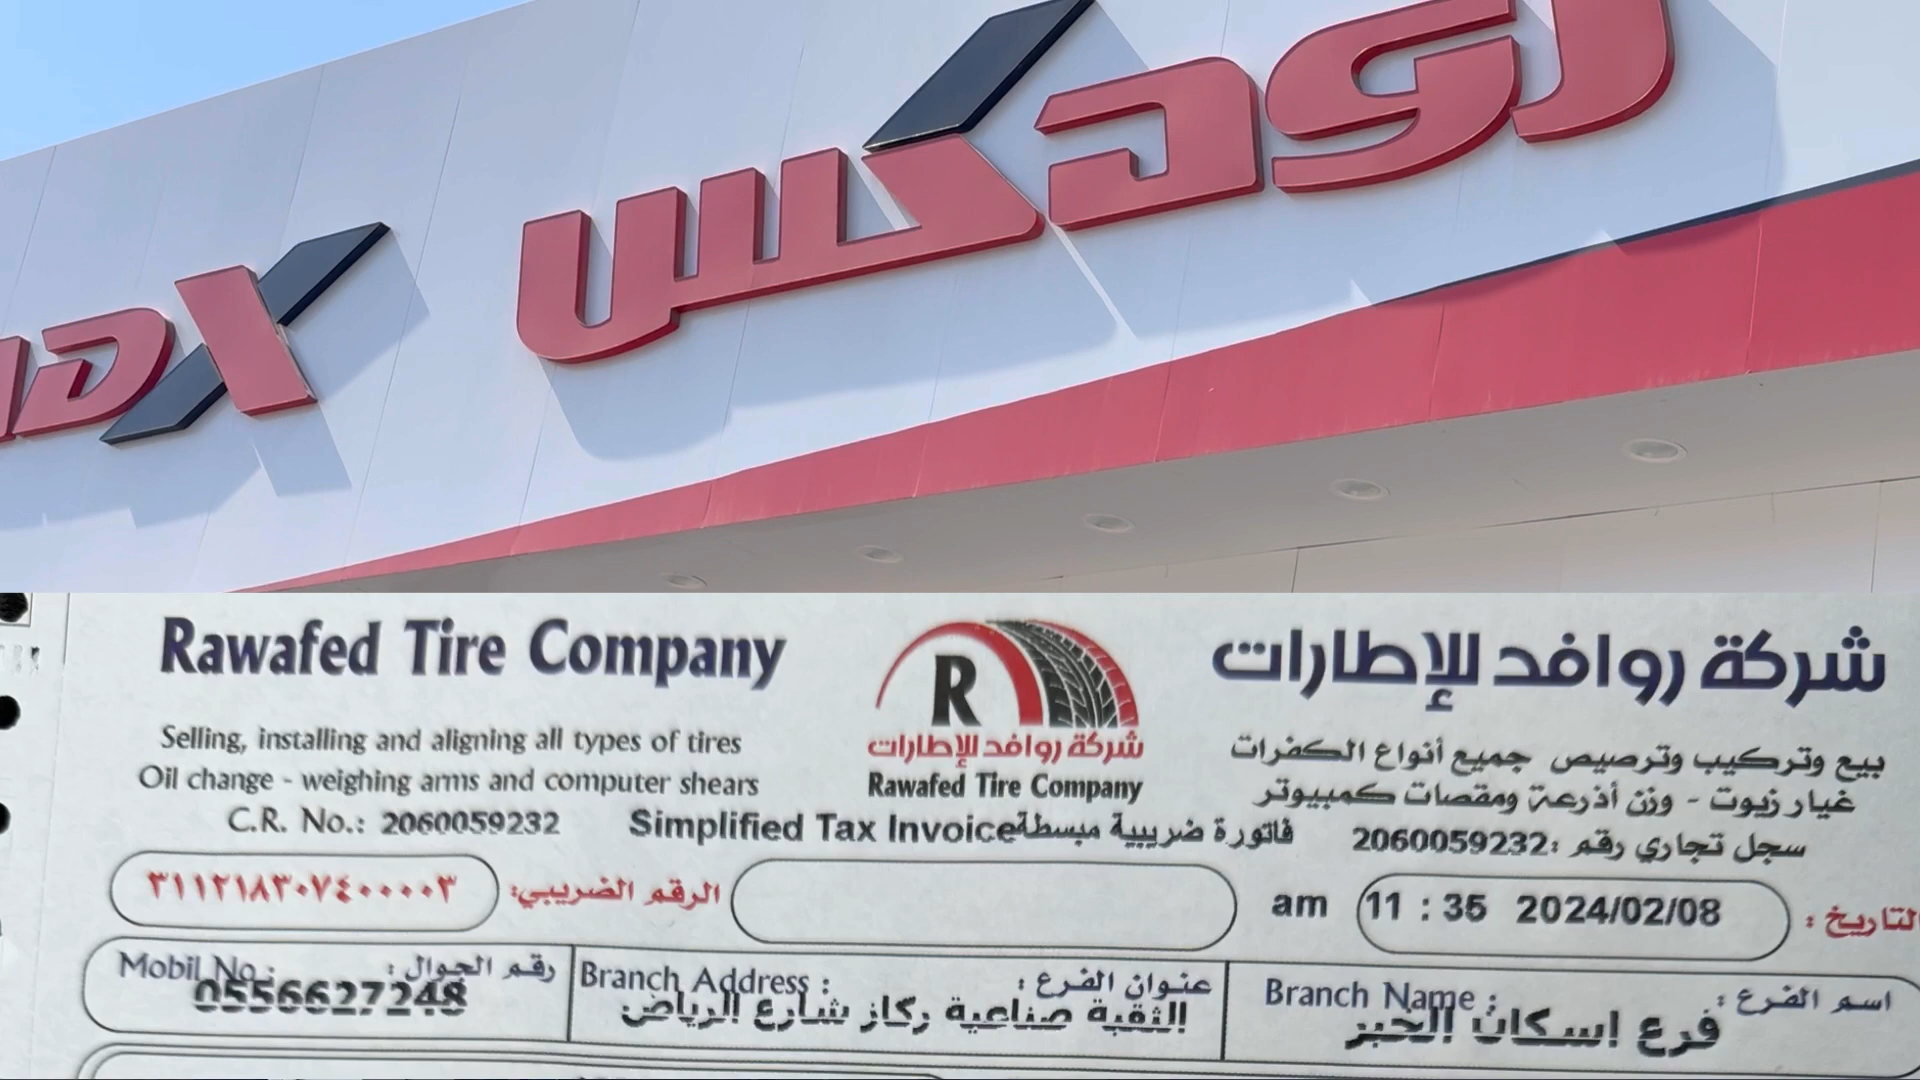 لودكس
Rawafed Tire Company
شركة روافد للإطارات
R
شركة روافد للإطارات
Rawafed Tire Company
Selling, installing and aligning all types of tires
بيع وتركيب وترصيص جميع أنواع الكفرات
Oil change - weighing arms and computer shears
غيار زيوت - وزن أذرعة ومقصات كمبيوتر
C.R. No.: 2060059232
Simplified Tax Invoice فاتورة ضريبية مبسطة
سجل تجاري رقم: 2060059232
الرقم الضريبي: ٣١١٢١٨٣٠٧٤٠٠٠٠٣
التاريخ : 2024/02/08 11 : 35 am
Mobil No.: رقم الجوال :
0556627248
Branch Address : عنوان الفرع :
الثقبة صناعية ركاز شارع الرياض
Branch Name : اسم الفرع :
فرع اسكان الخبر